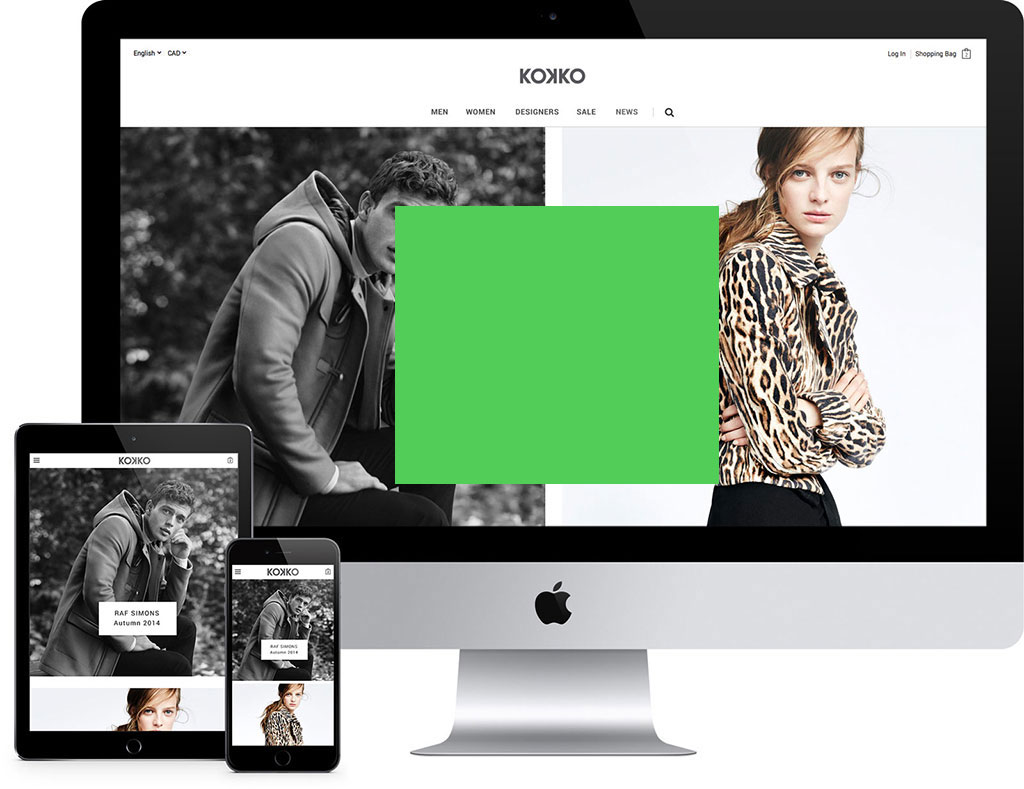 English CAD
Log In Shopping Bag 2
KOKKO
MEN WOMEN DESIGNERS SALE NEWS
KOKKO
RAF SIMONS
Autumn 2014
KOKKO
RAF SIMONS
Autumn 2014